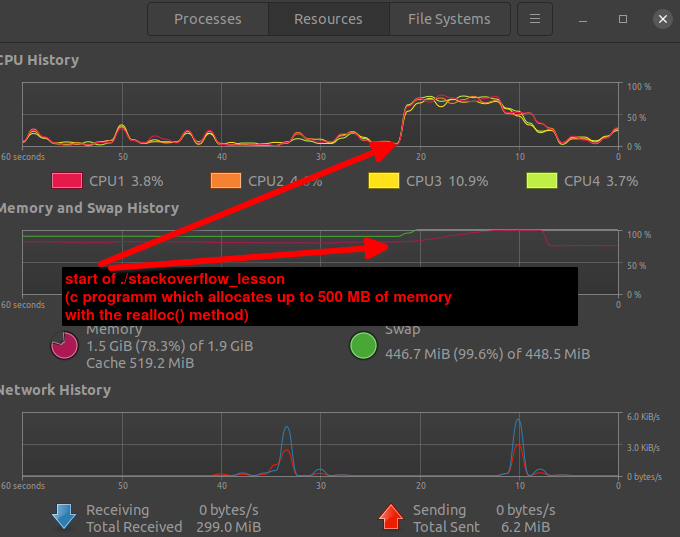 Processes Resources File Systems
CPU History
100 %
50 %
0 %
60 seconds 50 40 30 20 10 0
CPU1 3.8% CPU2 CPU3 10.9% CPU4 3.7%
Memory and Swap History
100 %
50 %
0 %
start of ./stackoverflow_lesson
(c programm which allocates up to 500 MB of memory
with the realloc() method)
60 seconds 0
Memory
1.5 GiB (78.3%) of 1.9 GiB
Cache 519.2 MiB
Swap
446.7 MiB (99.6%) of 448.5 MiB
Network History
6.0 KiB/s
3.0 KiB/s
0 bytes/s
60 seconds 50 40 30 20 10 0
Receiving 0 bytes/s
Total Received 299.0 MiB
Sending 0 bytes/s
Total Sent 6.2 MiB